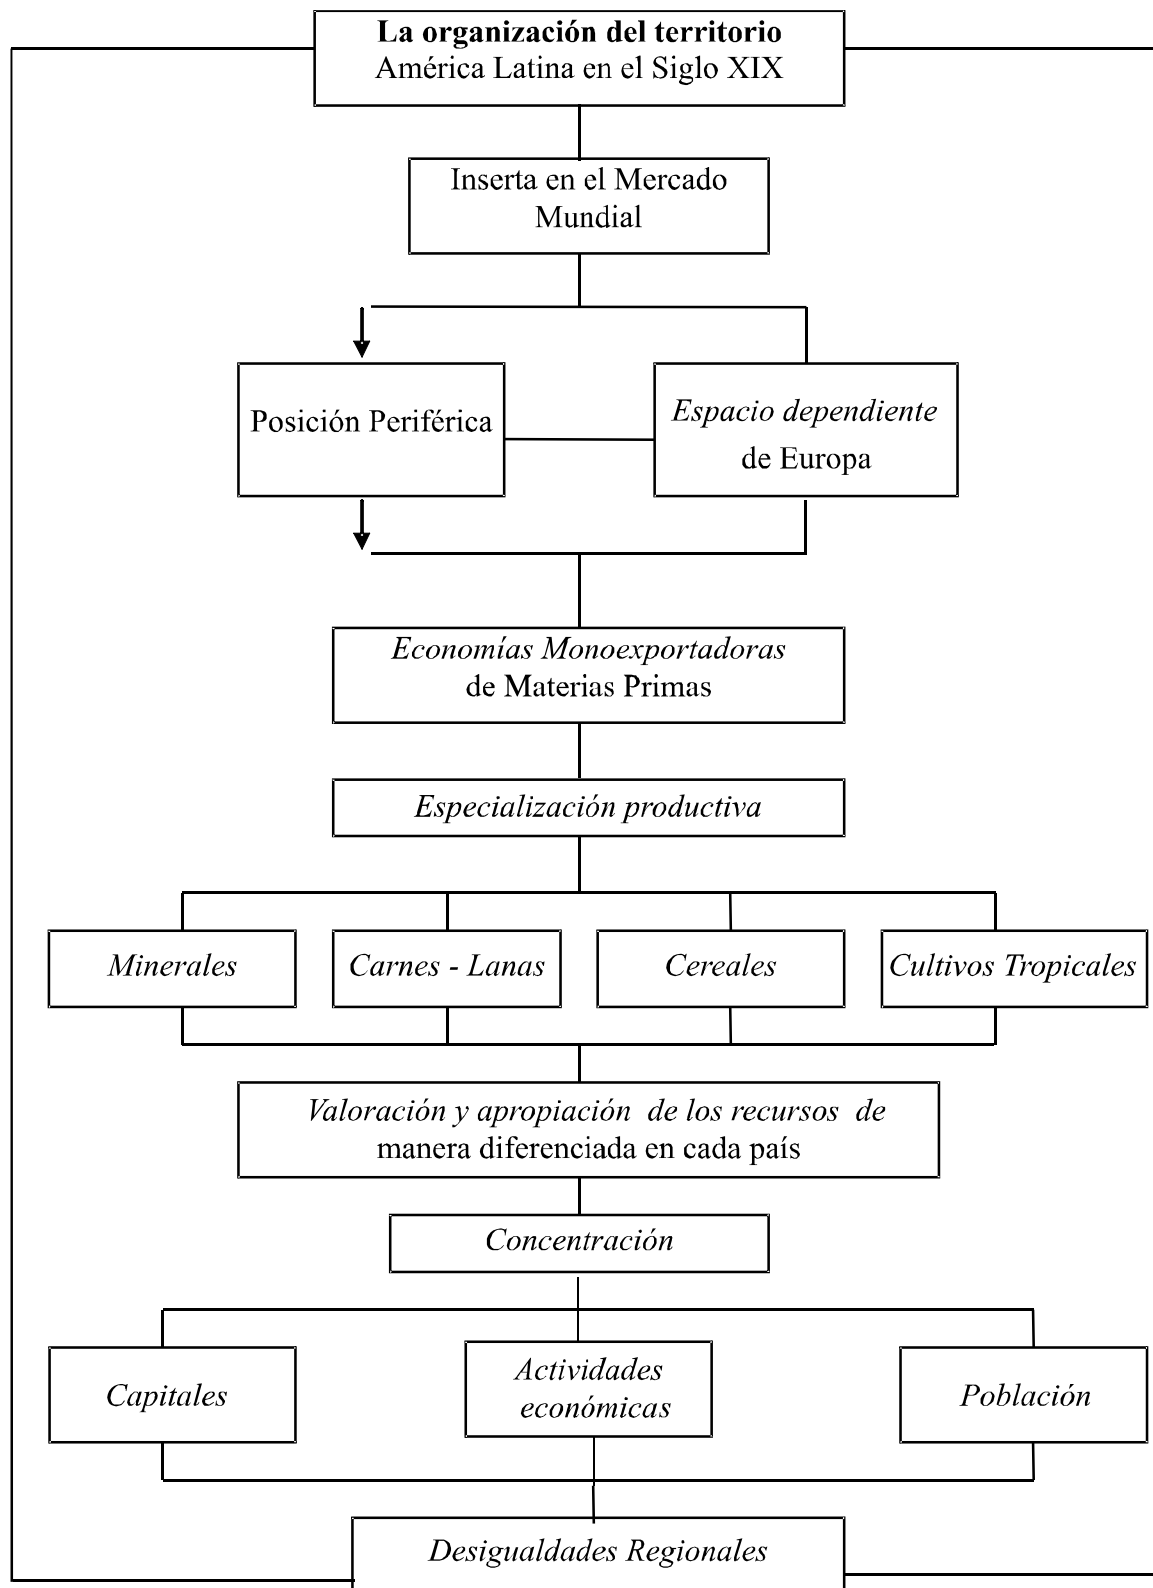 La organización del territorio
América Latina en el Siglo XIX
Inserta en el Mercado
Mundial
Posición Periférica
Espacio dependiente
de Europa
Economías Monoexportadoras
de Materias Primas
Especialización productiva
Minerales
Carnes - Lanas
Cereales
Cultivos Tropicales
Valoración y apropiación de los recursos de
manera diferenciada en cada país
Concentración
Capitales
Actividades
económicas
Población
Desigualdades Regionales